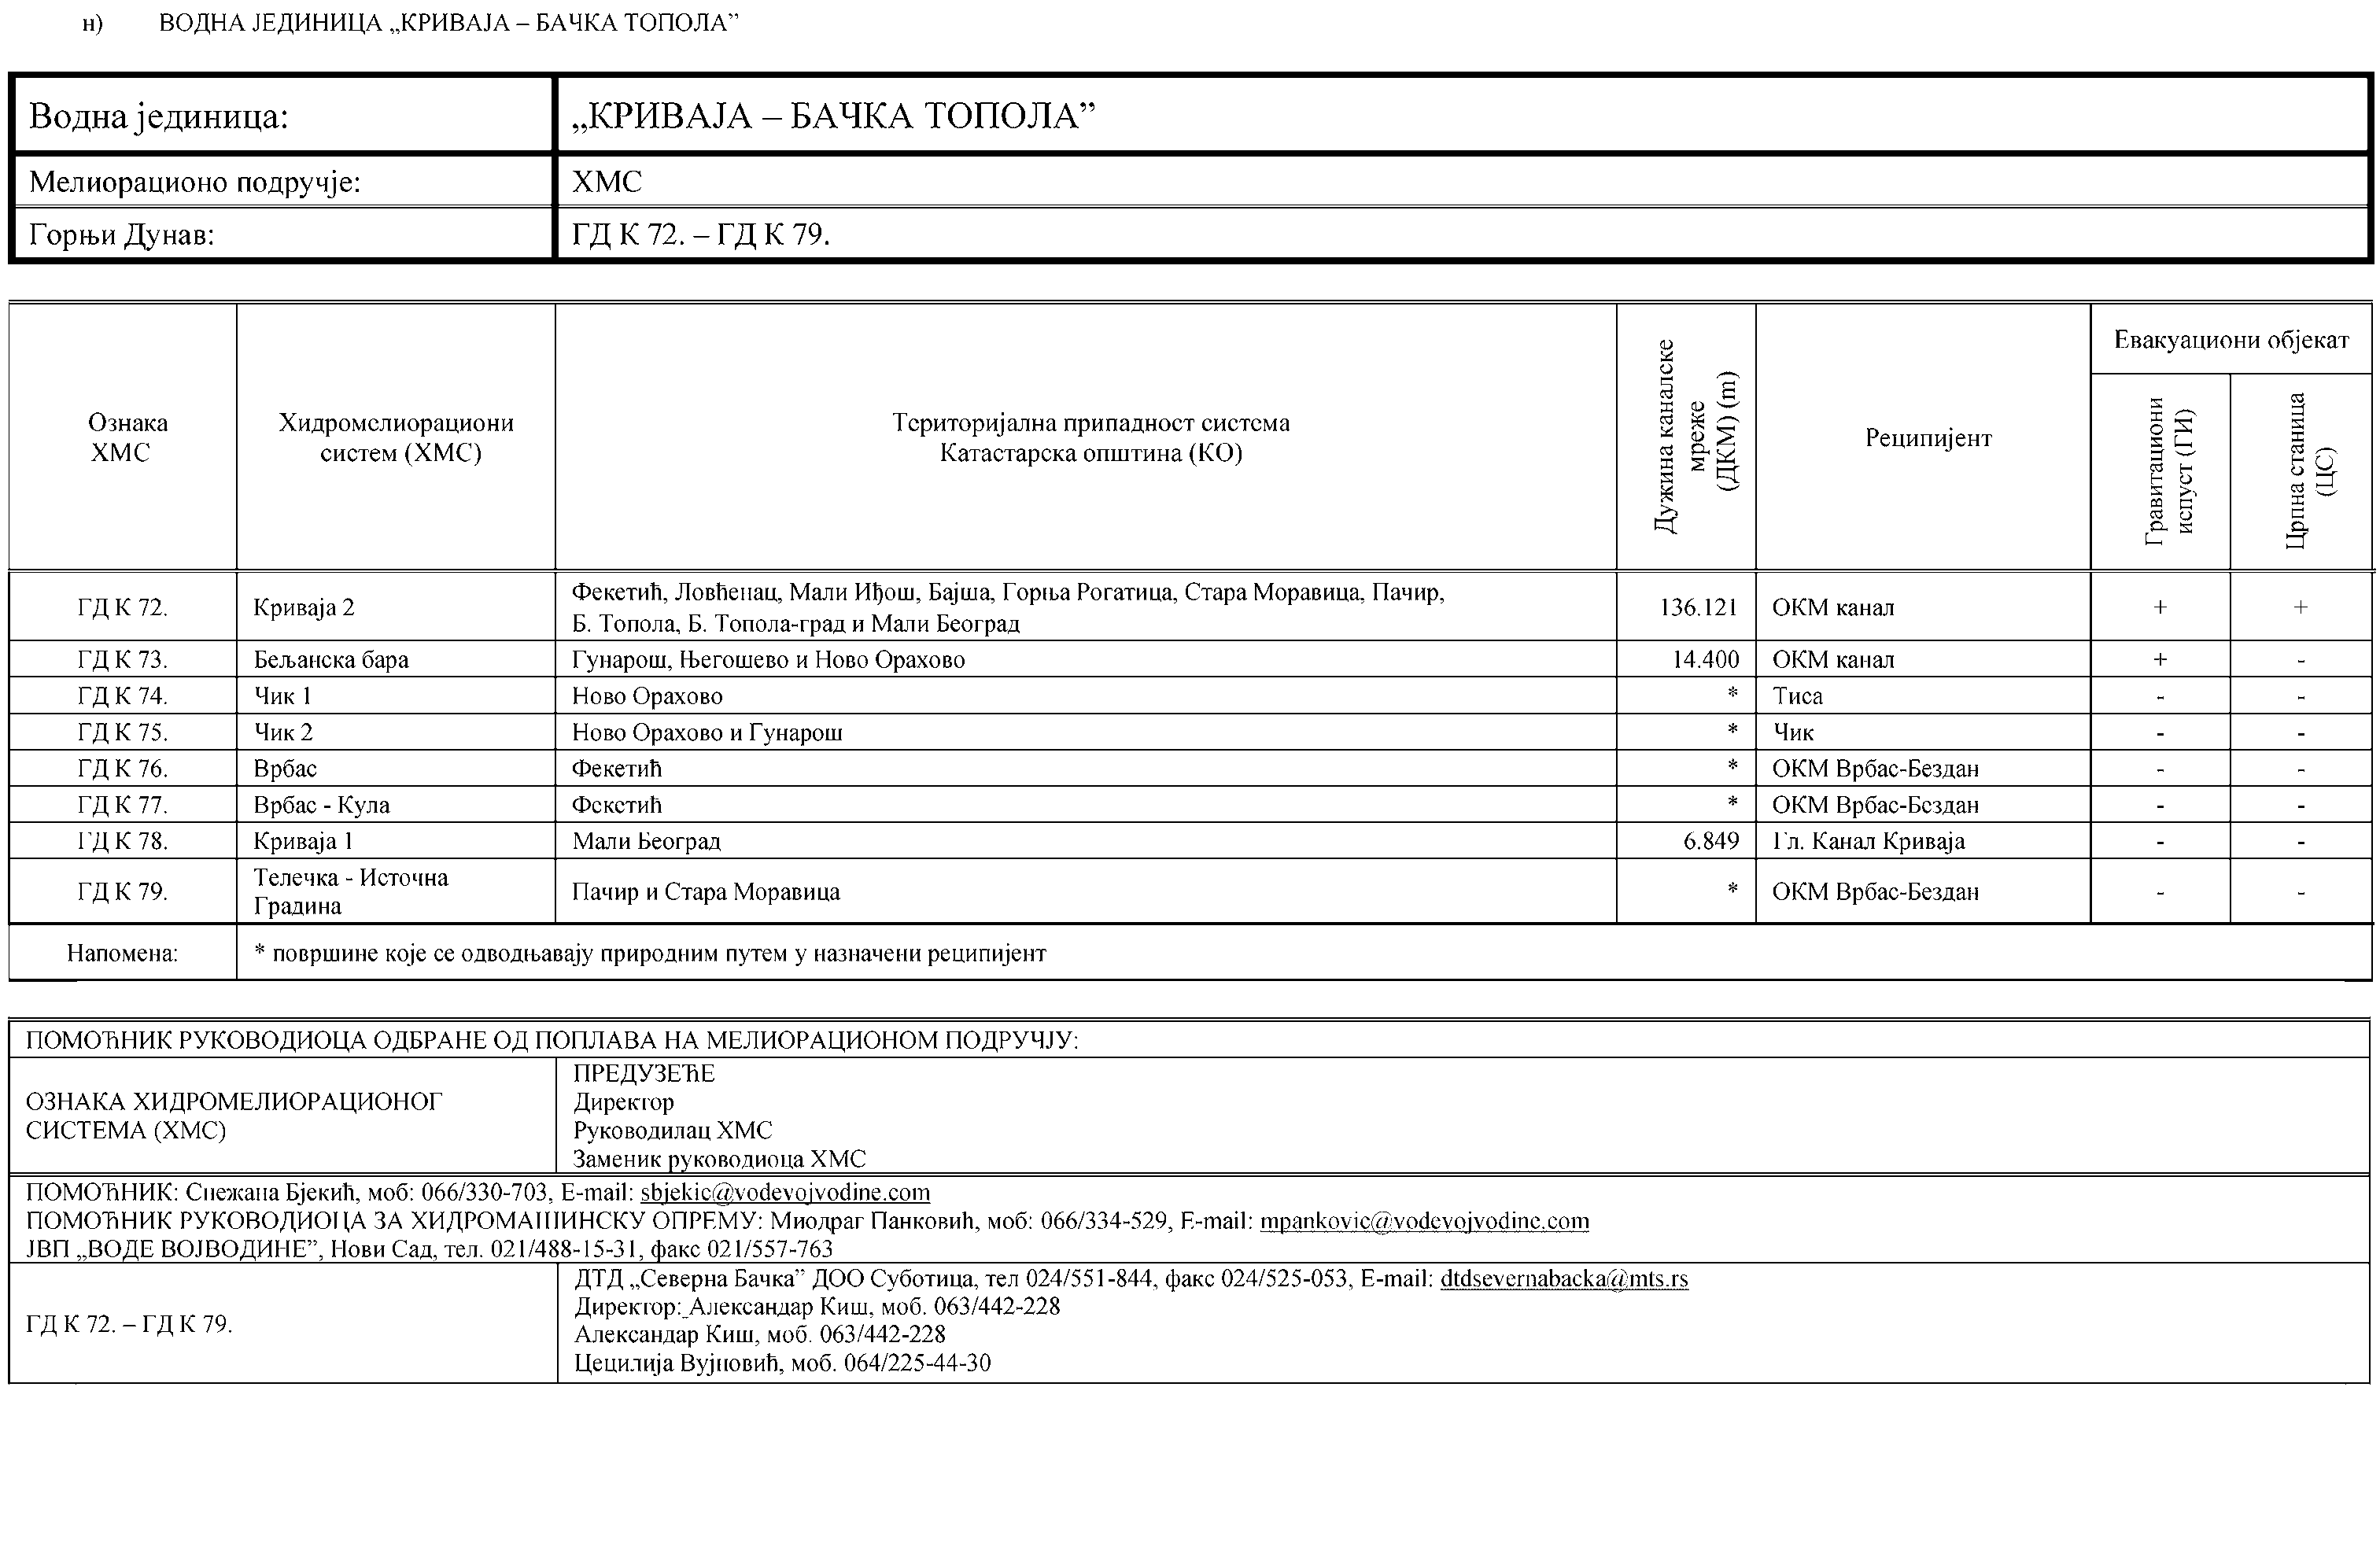 н) ВОДНА ЈЕДИНИЦА „КРИВАЈА – БАЧКА ТОПОЛА”
Водна јединица: „КРИВАЈА – БАЧКА ТОПОЛА”
Мелиорационо подручје: ХМС
Горњи Дунав: ГД К 72. – ГД К 79.
Ознака
ХМС
Хидромелиорациони
систем (ХМС)
Територијална припадност система
Катастарска општина (КО)
Дужина каналске
мреже
(ДКМ) (m)
Реципијент
Евакуациони објекат
Гравитациони
испуст (ГИ)
Црпна станица
(ЦС)
ГД К 72. Криваја 2 Фекетић, Ловћенац, Мали Иђош, Бајша, Горња Рогатица, Стара Моравица, Пачир,
Б. Топола, Б. Топола-град и Мали Београд 136.121 ОКМ канал + +
ГД К 73. Бељанска бара Гунарош, Његошево и Ново Орахово 14.400 ОКМ канал + -
ГД К 74. Чик 1 Ново Орахово * Тиса - -
ГД К 75. Чик 2 Ново Орахово и Гунарош * Чик - -
ГД К 76. Врбас Фекетић * ОКМ Врбас-Бездан - -
ГД К 77. Врбас - Кула Фекетић * ОКМ Врбас-Бездан - -
ГД К 78. Криваја 1 Мали Београд 6.849 Гл. Канал Криваја - -
ГД К 79. Телечка - Источна
Градина Пачир и Стара Моравица * ОКМ Врбас-Бездан - -
Напомена: * површине које се одводњавају природним путем у назначени реципијент
ПОМОЋНИК РУКОВОДИОЦА ОДБРАНЕ ОД ПОПЛАВА НА МЕЛИОРАЦИОНОМ ПОДРУЧЈУ:
ОЗНАКА ХИДРОМЕЛИОРАЦИОНОГ
СИСТЕМА (ХМС)
ПРЕДУЗЕЋЕ
Директор
Руководилац ХМС
Заменик руководиоца ХМС
ПОМОЋНИК: Снежана Бјекић, моб: 066/330-703, E-mail: sbjekic@vodevojvodine.com
ПОМОЋНИК РУКОВОДИОЦА ЗА ХИДРОМАШИНСКУ ОПРЕМУ: Миодраг Панковић, моб: 066/334-529, E-mail: mpankovic@vodevojvodine.com
ЈВП „ВОДЕ ВОЈВОДИНЕ”, Нови Сад, тел. 021/488-15-31, факс 021/557-763
ГД К 72. – ГД К 79.
ДТД „Северна Бачка” ДОО Суботица, тел 024/551-844, факс 024/525-053, E-mail: dtdsevernabacka@mts.rs
Директор: Александар Киш, моб. 063/442-228
Александар Киш, моб. 063/442-228
Цецилија Вујновић, моб. 064/225-44-30